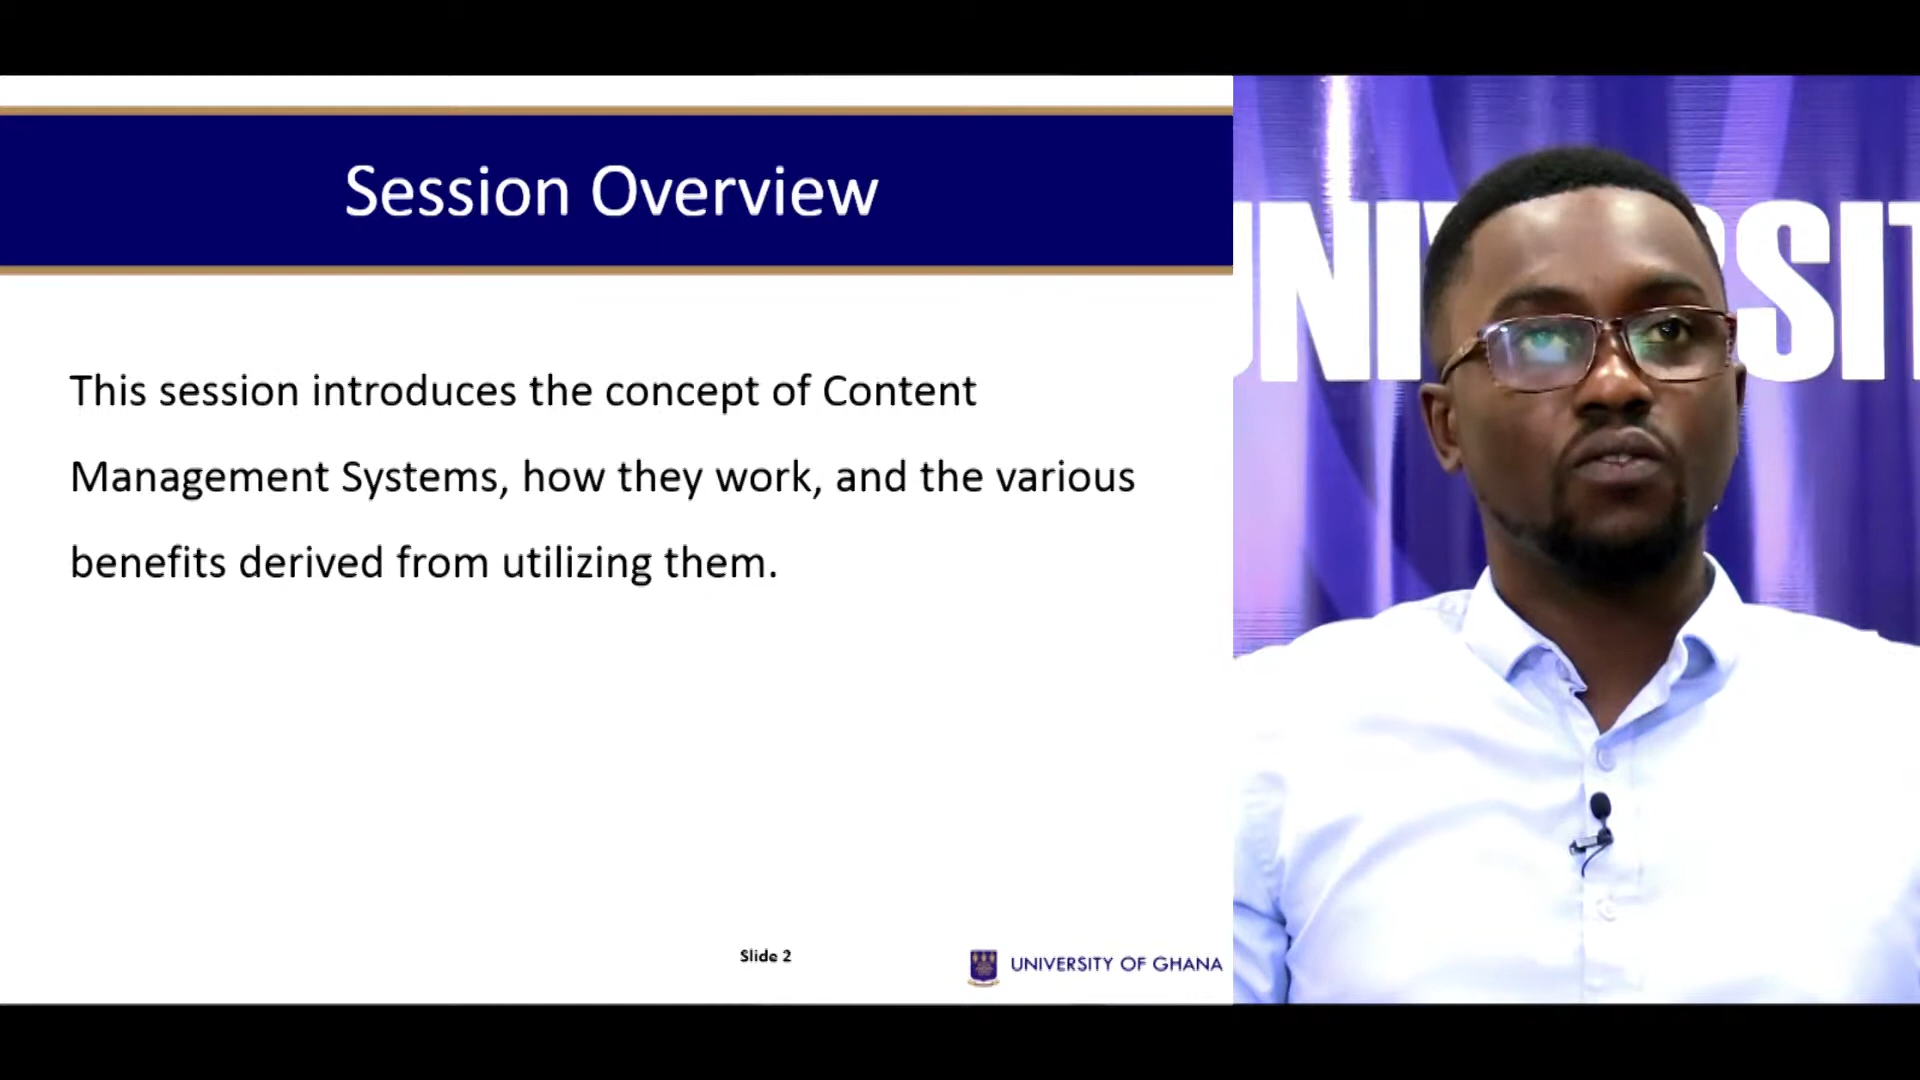 Session Overview
This session introduces the concept of Content
Management Systems, how they work, and the various
benefits derived from utilizing them.
Slide 2
UNIVERSITY OF GHANA